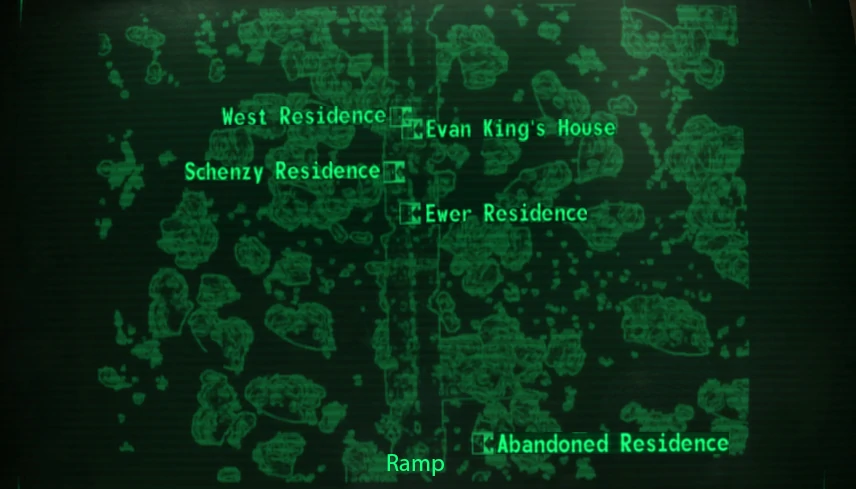 West Residence
Evan King's House
Schenzy Residence
Ewer Residence
Abandoned Residence
Ramp